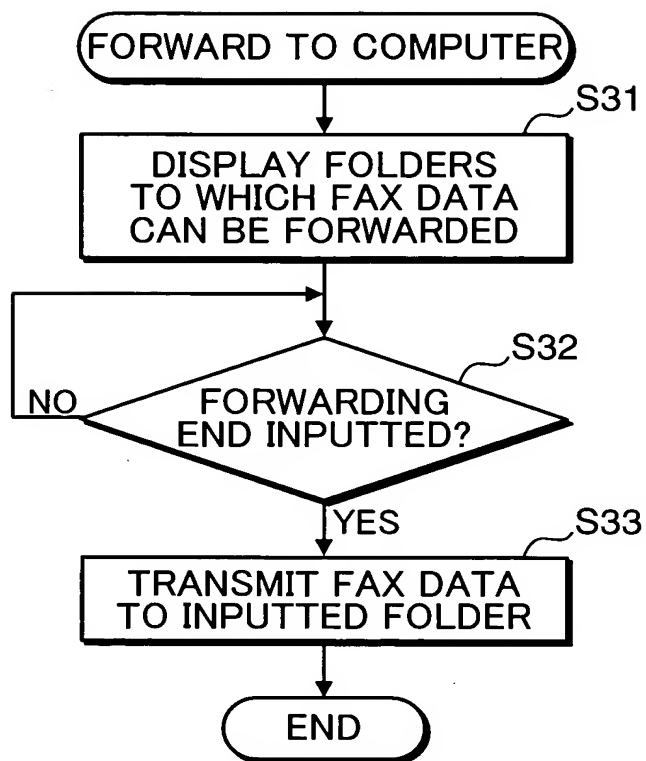 FORWARD TO COMPUTER
S31
DISPLAY FOLDERS
TO WHICH FAX DATA
CAN BE FORWARDED
S32
FORWARDING
END INPUTTED?
NO
YES
S33
TRANSMIT FAX DATA
TO INPUTTED FOLDER
END